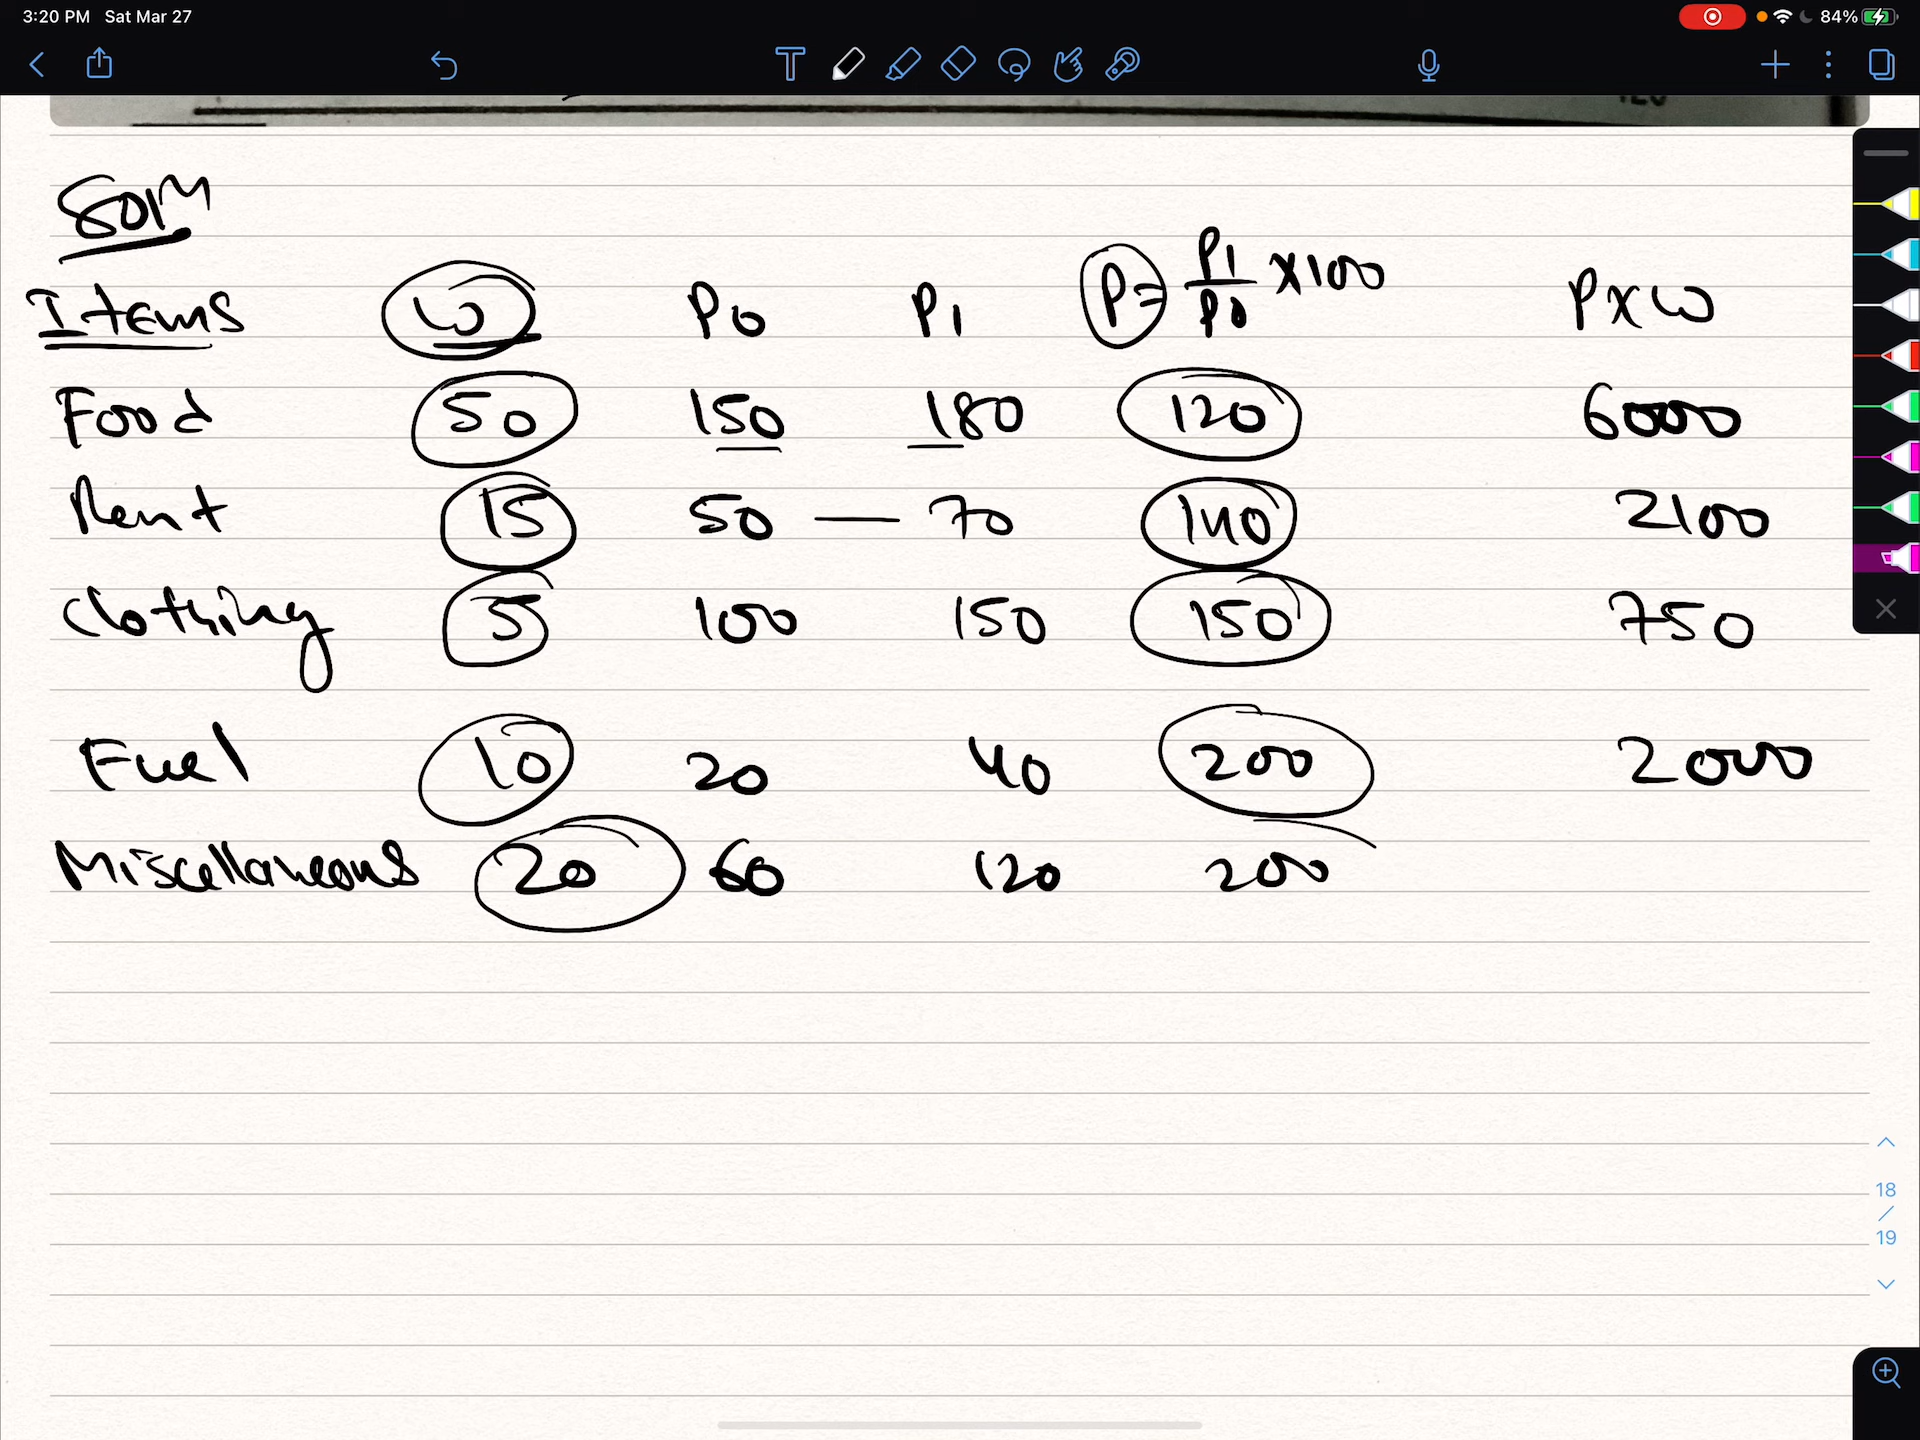 3:20 PM Sat Mar 27 84%
Soln
Items W P0 P1 P= P1/P0 X100 PXW
Food 50 150 180 120 6000
Rent 15 50 — 70 140 2100
Clothing 5 100 150 150 750
Fuel 10 20 40 200 2000
Miscellaneous 20 60 120 200
18
/
19